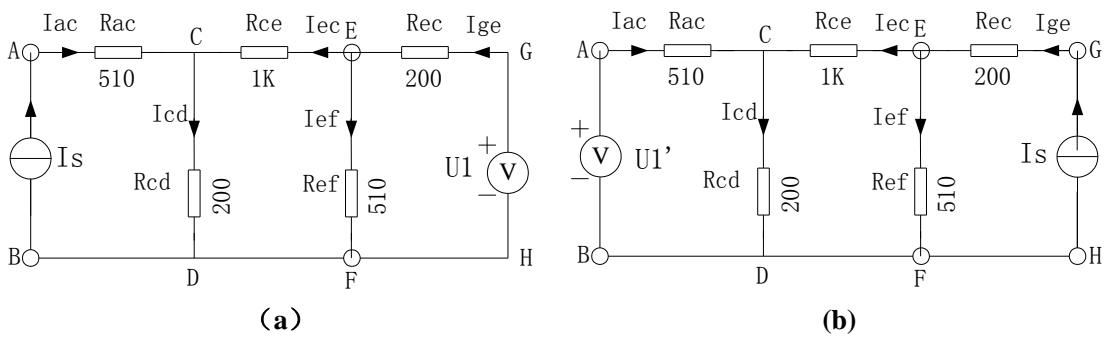 Iac Rac C Rce Iec E Rec Ige
A 510 1K 200 G
Icd Ief
Is Rcd 200 Ref 510 U1 + V −
B D F H
(a)
Iac Rac C Rce Iec E Rec Ige
A 510 1K 200 G
Icd Ief
+ V − U1' Rcd 200 Ref 510 Is
B D F H
(b)